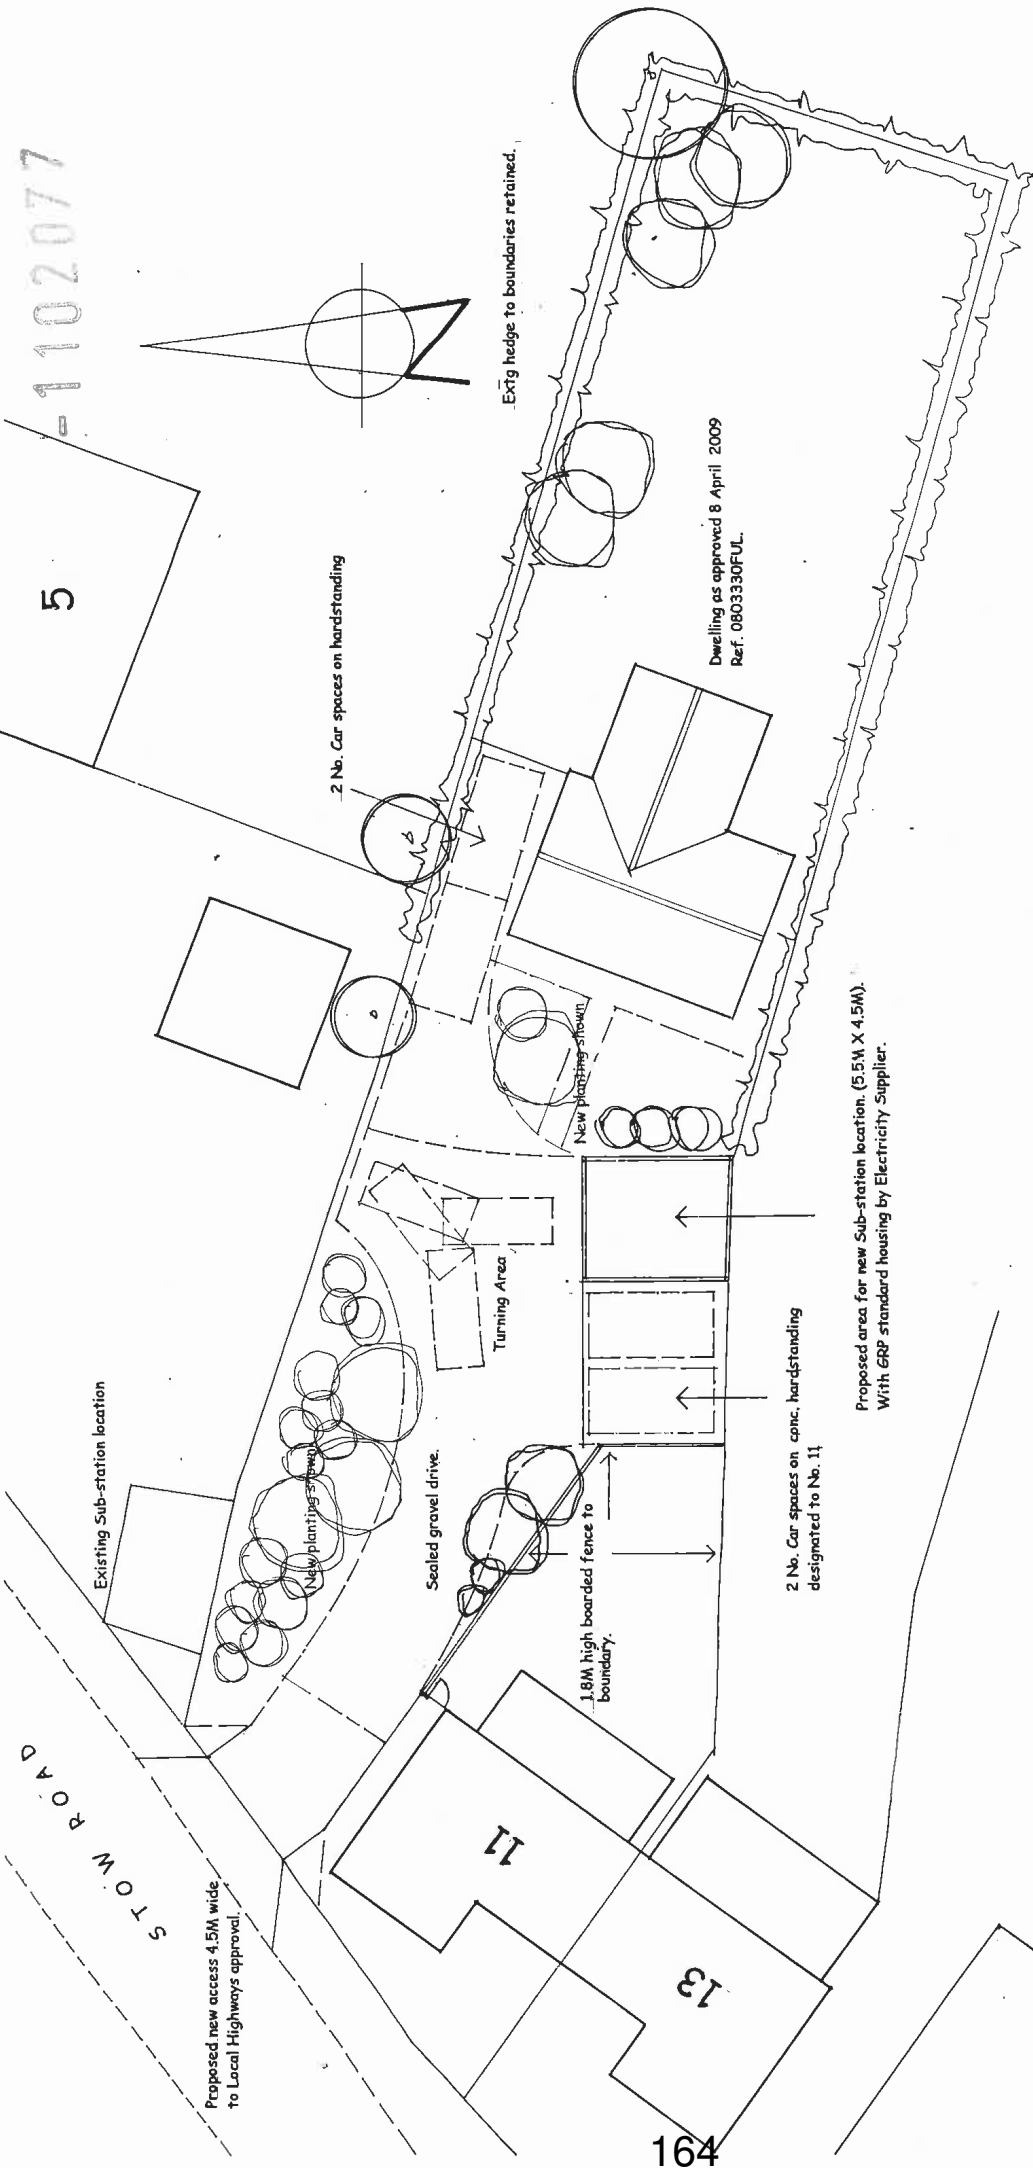 -1102077
5
Extg hedge to boundaries retained.
2 No. Car spaces on hardstanding
Dwelling as approved 8 April 2009
Ref. 0803330FUL.
New planting shown
Existing Sub-station location
New planting shown
Turning Area
Sealed gravel drive.
Proposed area for new Sub-station location. (5.5M X 4.5M).
With GRP standard housing by Electricity Supplier.
2 No. Car spaces on conc. hardstanding
designated to No. 11
1.8M high boarded fence to
boundary.
STOW ROAD
Proposed new access 4.5M wide
to Local Highways approval.
11
13
N
164